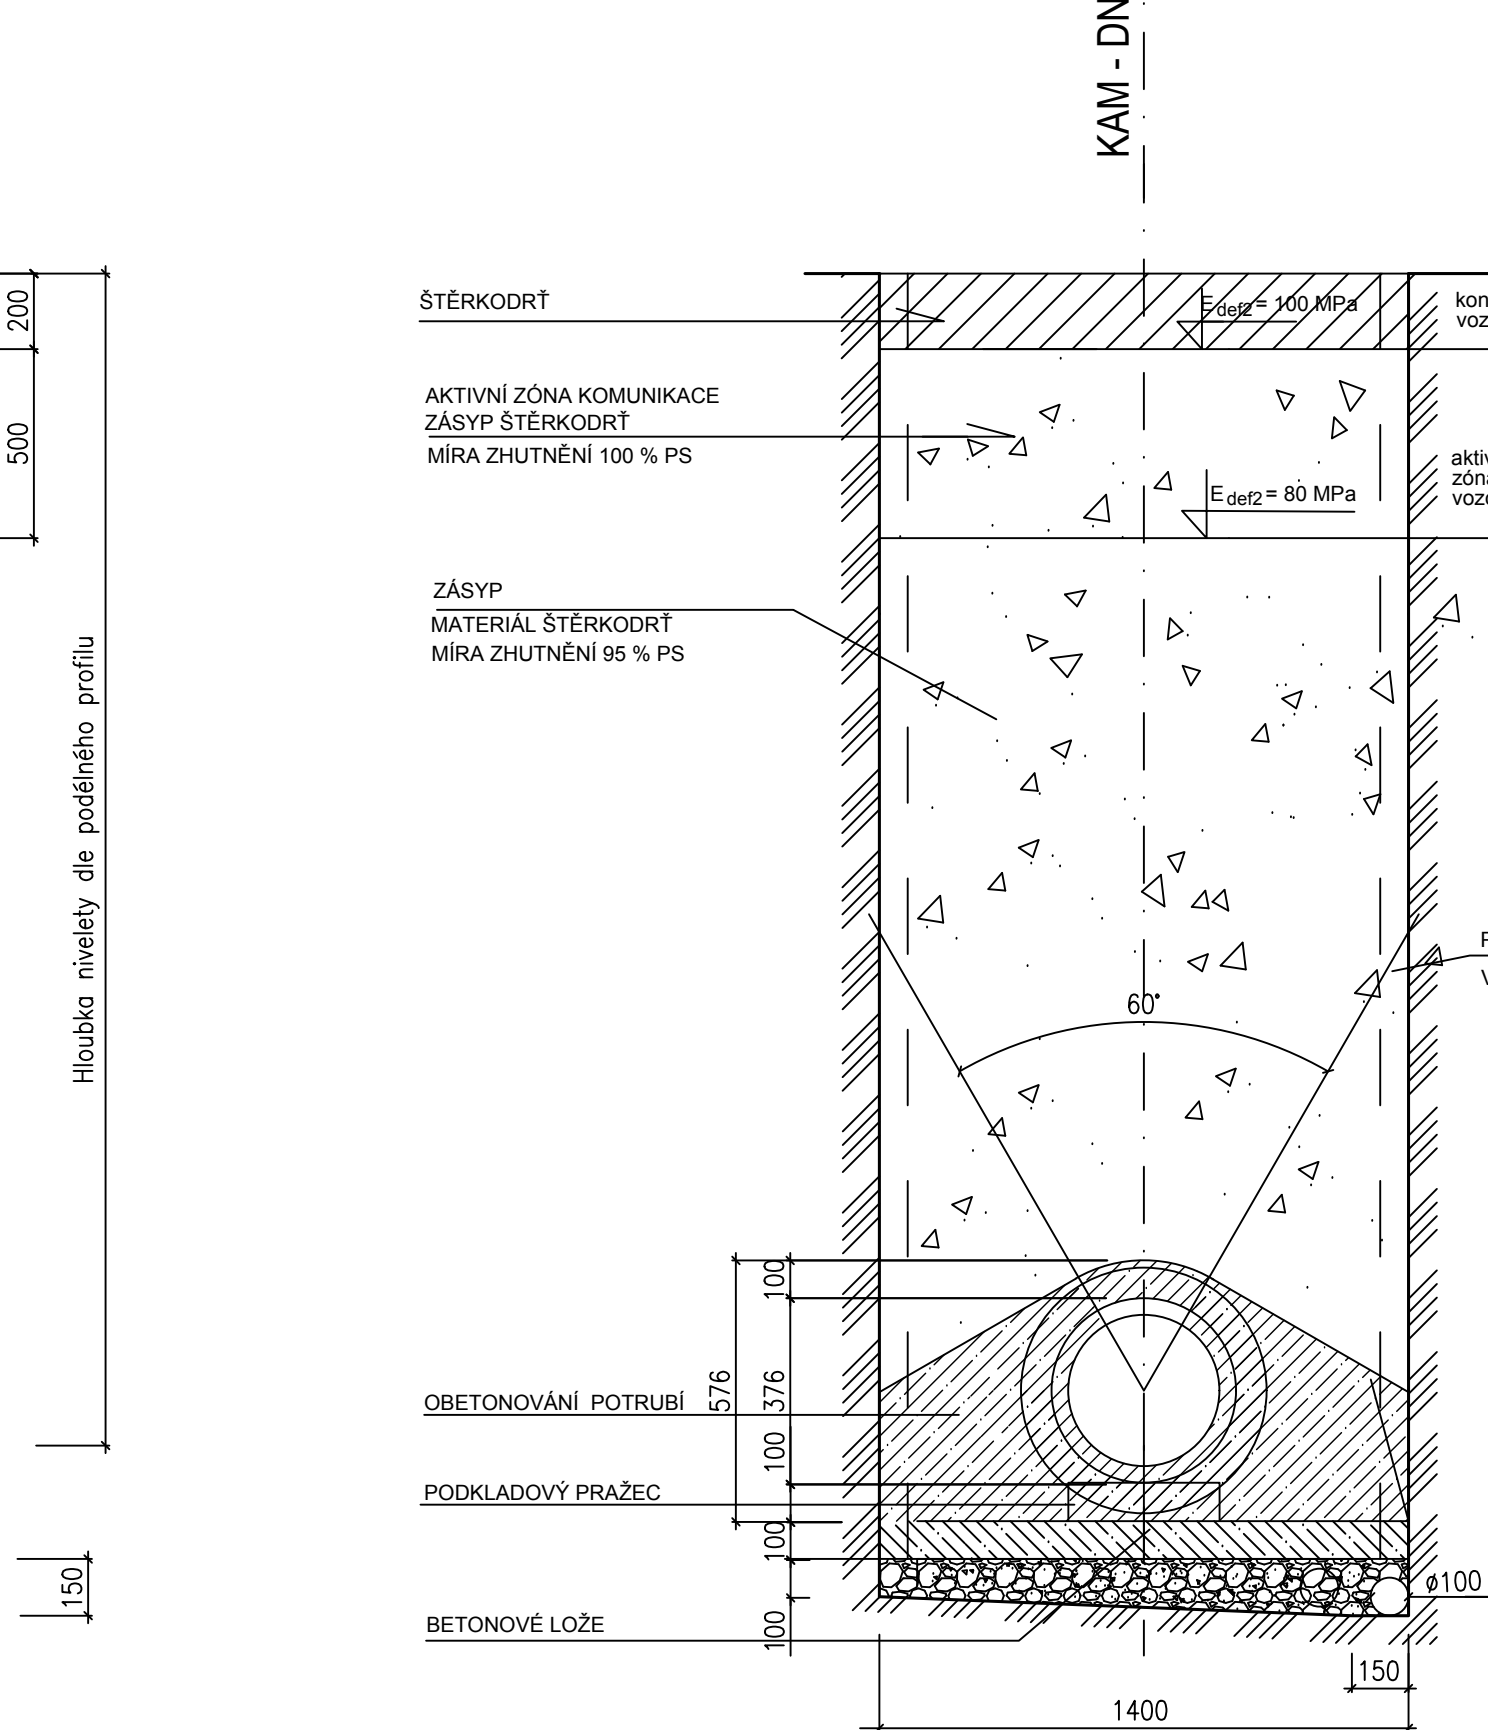 KAM - DN
200
500
Hloubka nivelety dle podélného profilu
150
ŠTĚRKODRŤ
E def2 = 100 MPa
AKTIVNÍ ZÓNA KOMUNIKACE
ZÁSYP ŠTĚRKODRŤ
MÍRA ZHUTNĚNÍ 100 % PS
E def2 = 80 MPa
ZÁSYP
MATERIÁL ŠTĚRKODRŤ
MÍRA ZHUTNĚNÍ 95 % PS
60°
100
576
376
100
100
100
OBETONOVÁNÍ POTRUBÍ
PODKLADOVÝ PRAŽEC
BETONOVÉ LOŽE
ø100
150
1400